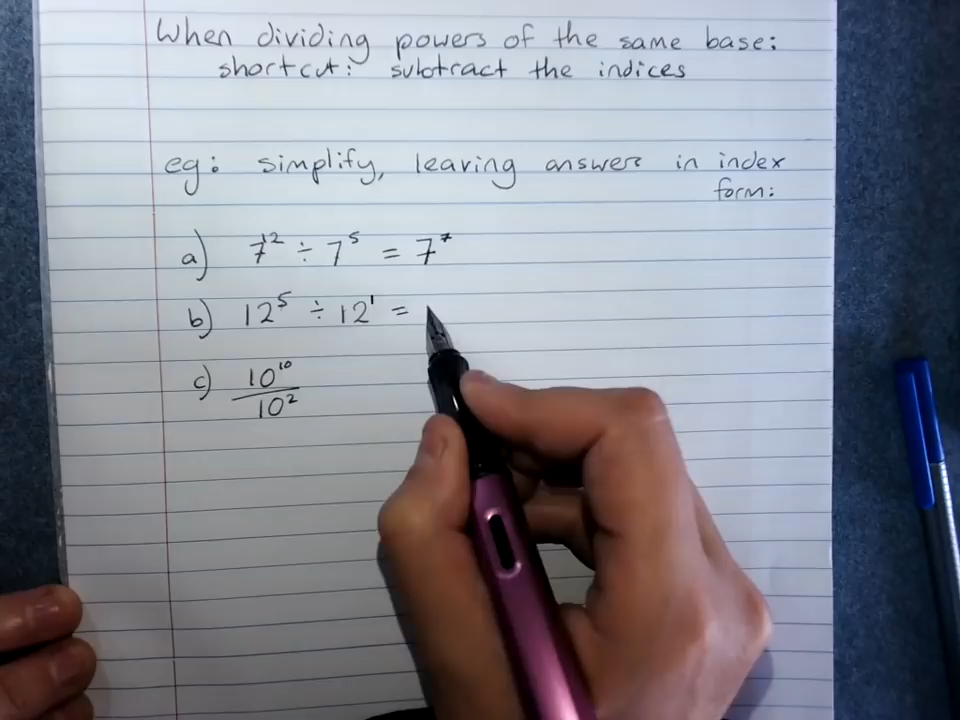 When dividing powers of the same base:
shortcut: subtract the indices
eg: simplify, leaving answers in index
form:
a) 7¹² ÷ 7⁵ = 7⁷
b) 12⁵ ÷ 12¹ =
c) 10¹⁰
10²